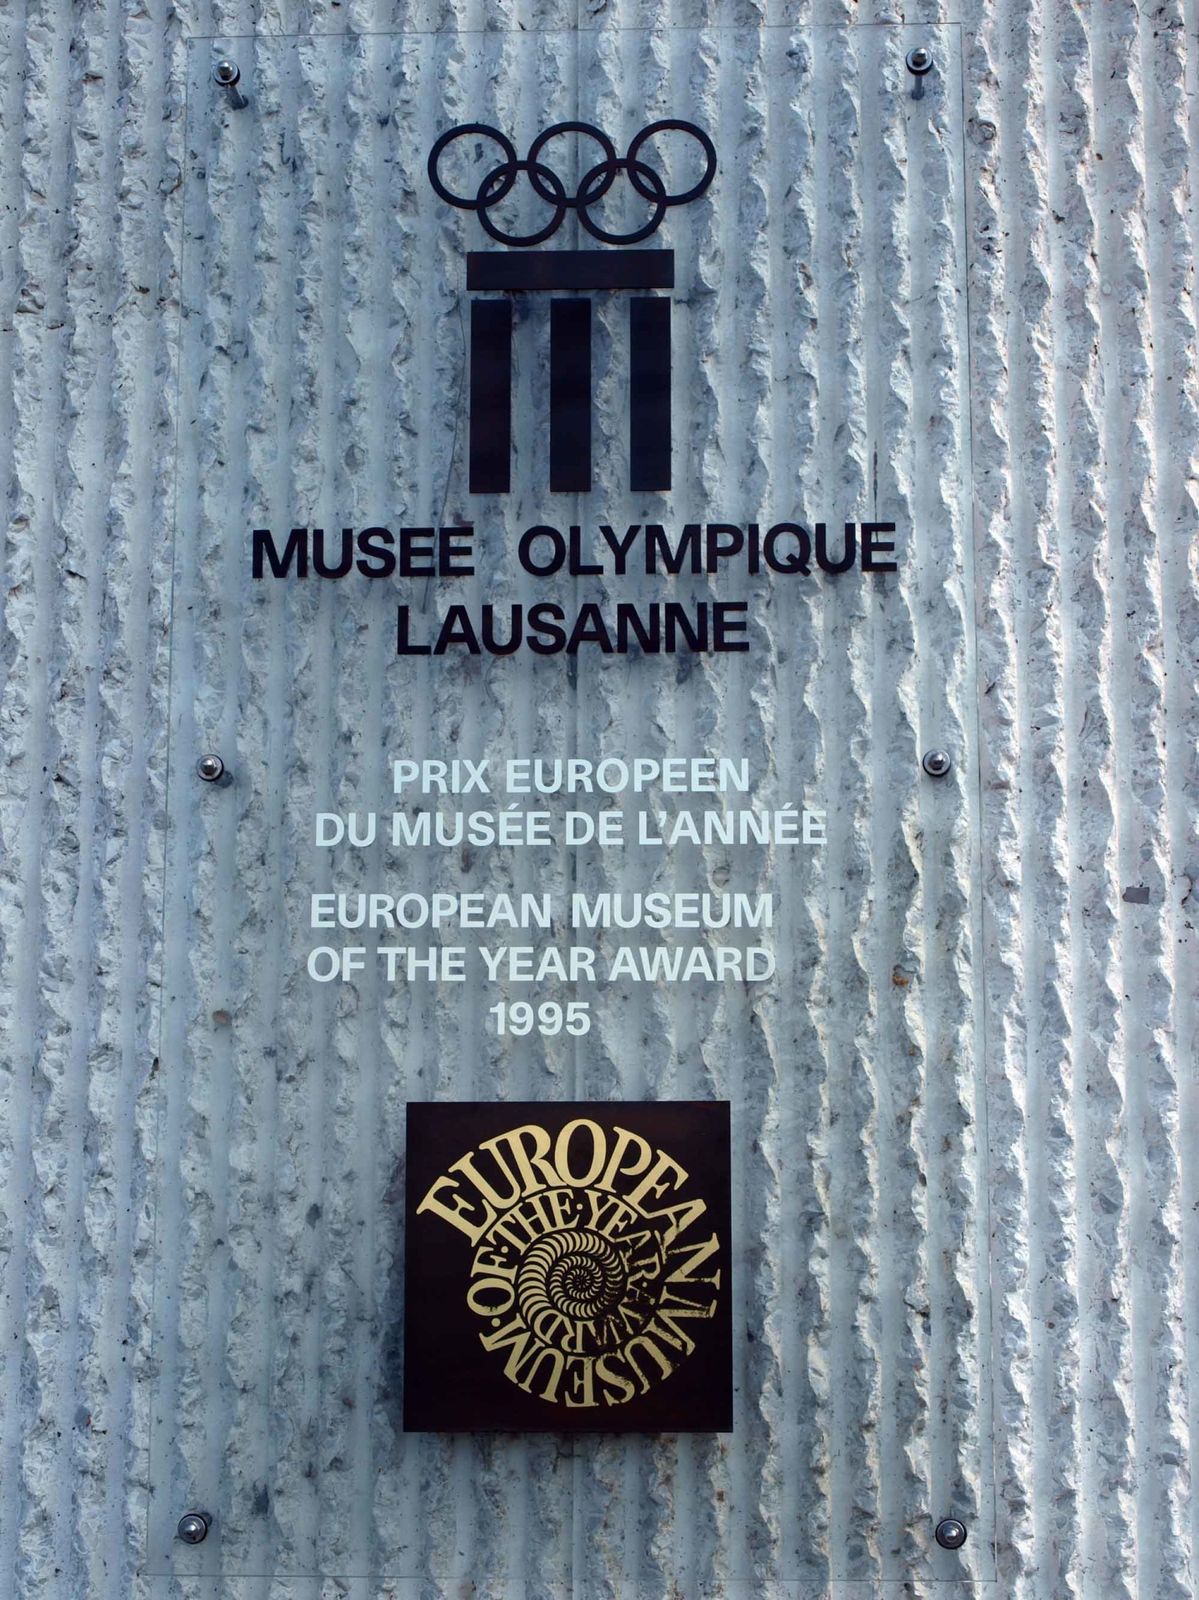 MUSEE OLYMPIQUE
LAUSANNE
PRIX EUROPEEN
DU MUSÉE DE L'ANNÉE
EUROPEAN MUSEUM
OF THE YEAR AWARD
1995
EUROPEAN MUSEUM·OF·THE·YEAR·AWARD